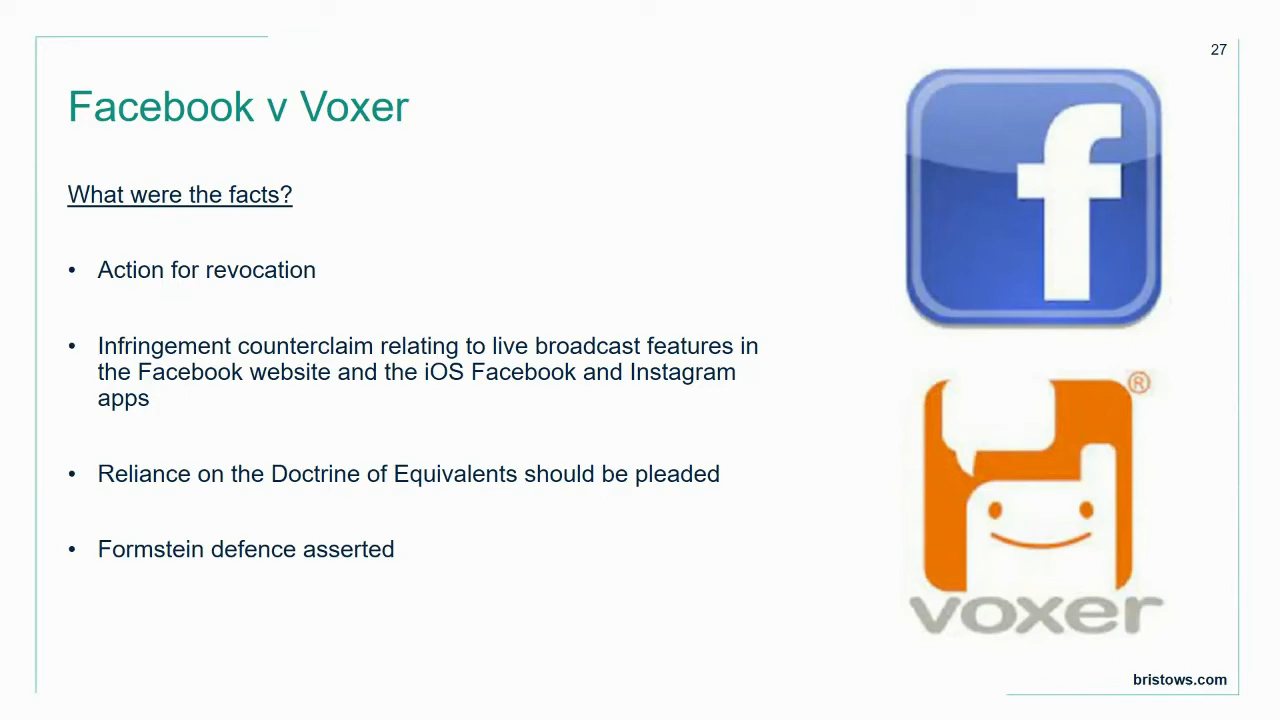 27
Facebook v Voxer
What were the facts?
• Action for revocation
• Infringement counterclaim relating to live broadcast features in
the Facebook website and the iOS Facebook and Instagram
apps
• Reliance on the Doctrine of Equivalents should be pleaded
• Formstein defence asserted
f
®
voxer
bristows.com